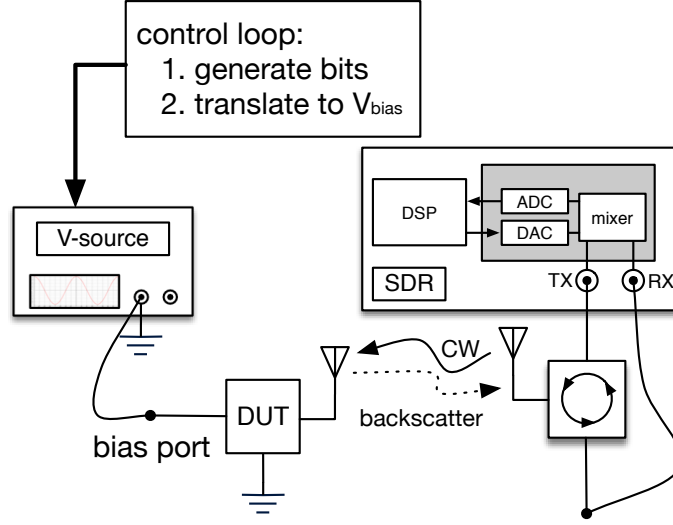 control loop:
1. generate bits
2. translate to Vbias
V-source
DSP
ADC
DAC
mixer
SDR
TX
RX
CW
backscatter
DUT
bias port